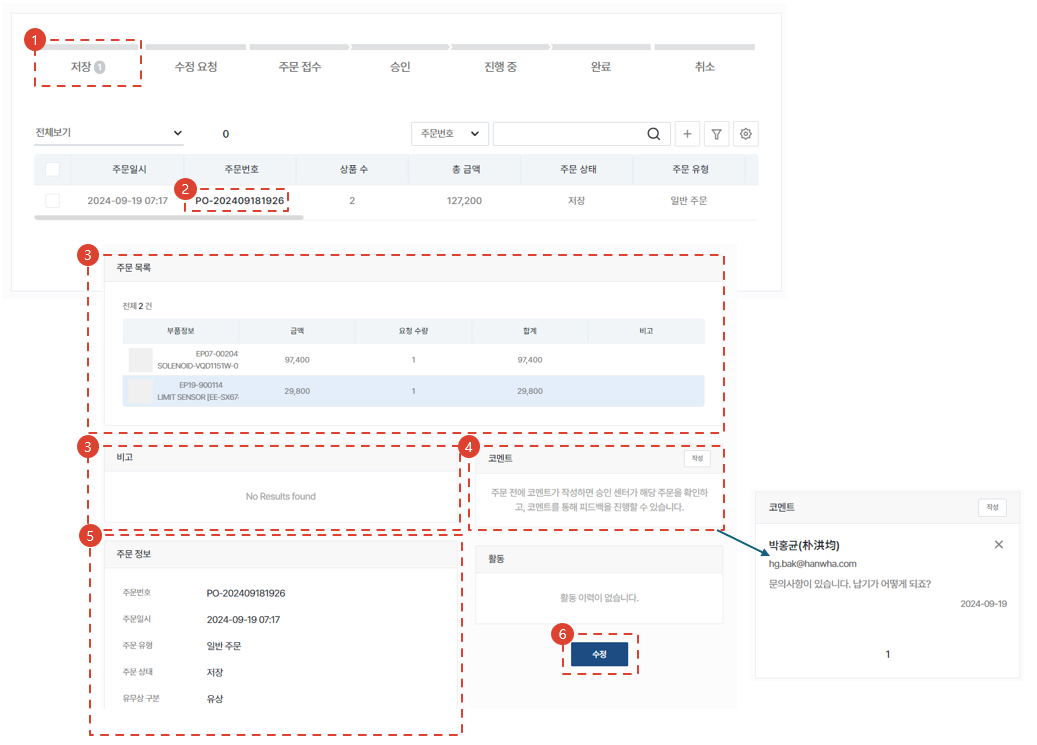 1
저장 1
수정 요청
주문 접수
승인
진행 중
완료
취소
전체보기
0
주문번호
주문일시
주문번호
상품 수
총 금액
주문 상태
주문 유형
2
2024-09-19 07:17
PO-202409181926
2
127,200
저장
일반 주문
3
주문 목록
전체 2 건
부품정보
금액
요청 수량
합계
비고
EP07-00204
SOLENOID-VQD1151W-0
97,400
1
97,400
EP19-900114
LIMIT SENSOR [EE-SX67
29,800
1
29,800
3
비고
No Results found
4
코멘트
작성
주문 전에 코멘트가 작성하면 승인 센터가 해당 주문을 확인하
고, 코멘트를 통해 피드백을 진행할 수 있습니다.
5
주문 정보
주문번호
PO-202409181926
주문일시
2024-09-19 07:17
주문 유형
일반 주문
주문 상태
저장
유무상 구분
유상
활동
활동 이력이 없습니다.
6
수정
코멘트
작성
박홍균(朴洪均)
hg.bak@hanwha.com
문의사항이 있습니다. 납기가 어떻게 되죠?
2024-09-19
1